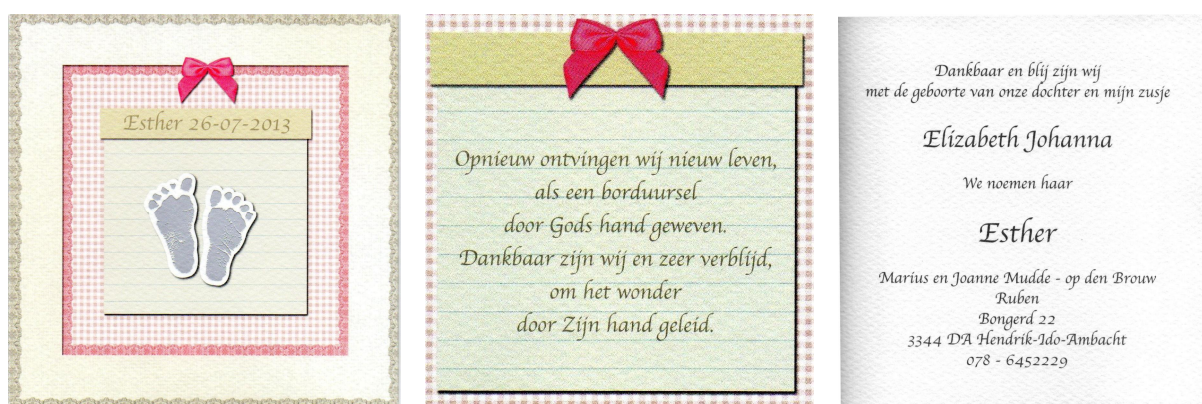 Esther 26-07-2013
Opnieuw ontvingen wij nieuw leven,
als een borduursel
door Gods hand geweven.
Dankbaar zijn wij en zeer verblijd,
om het wonder
door Zijn hand geleid.
Dankbaar en blij zijn wij
met de geboorte van onze dochter en mijn zusje
Elizabeth Johanna
We noemen haar
Esther
Marius en Joanne Mudde - op den Brouw
Ruben
Bongerd 22
3344 DA Hendrik-Ido-Ambacht
078 - 6452229